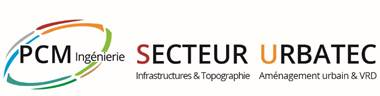 PCM Ingénierie SECTEUR URBATEC
Infrastructures & Topographie Aménagement urbain & VRD